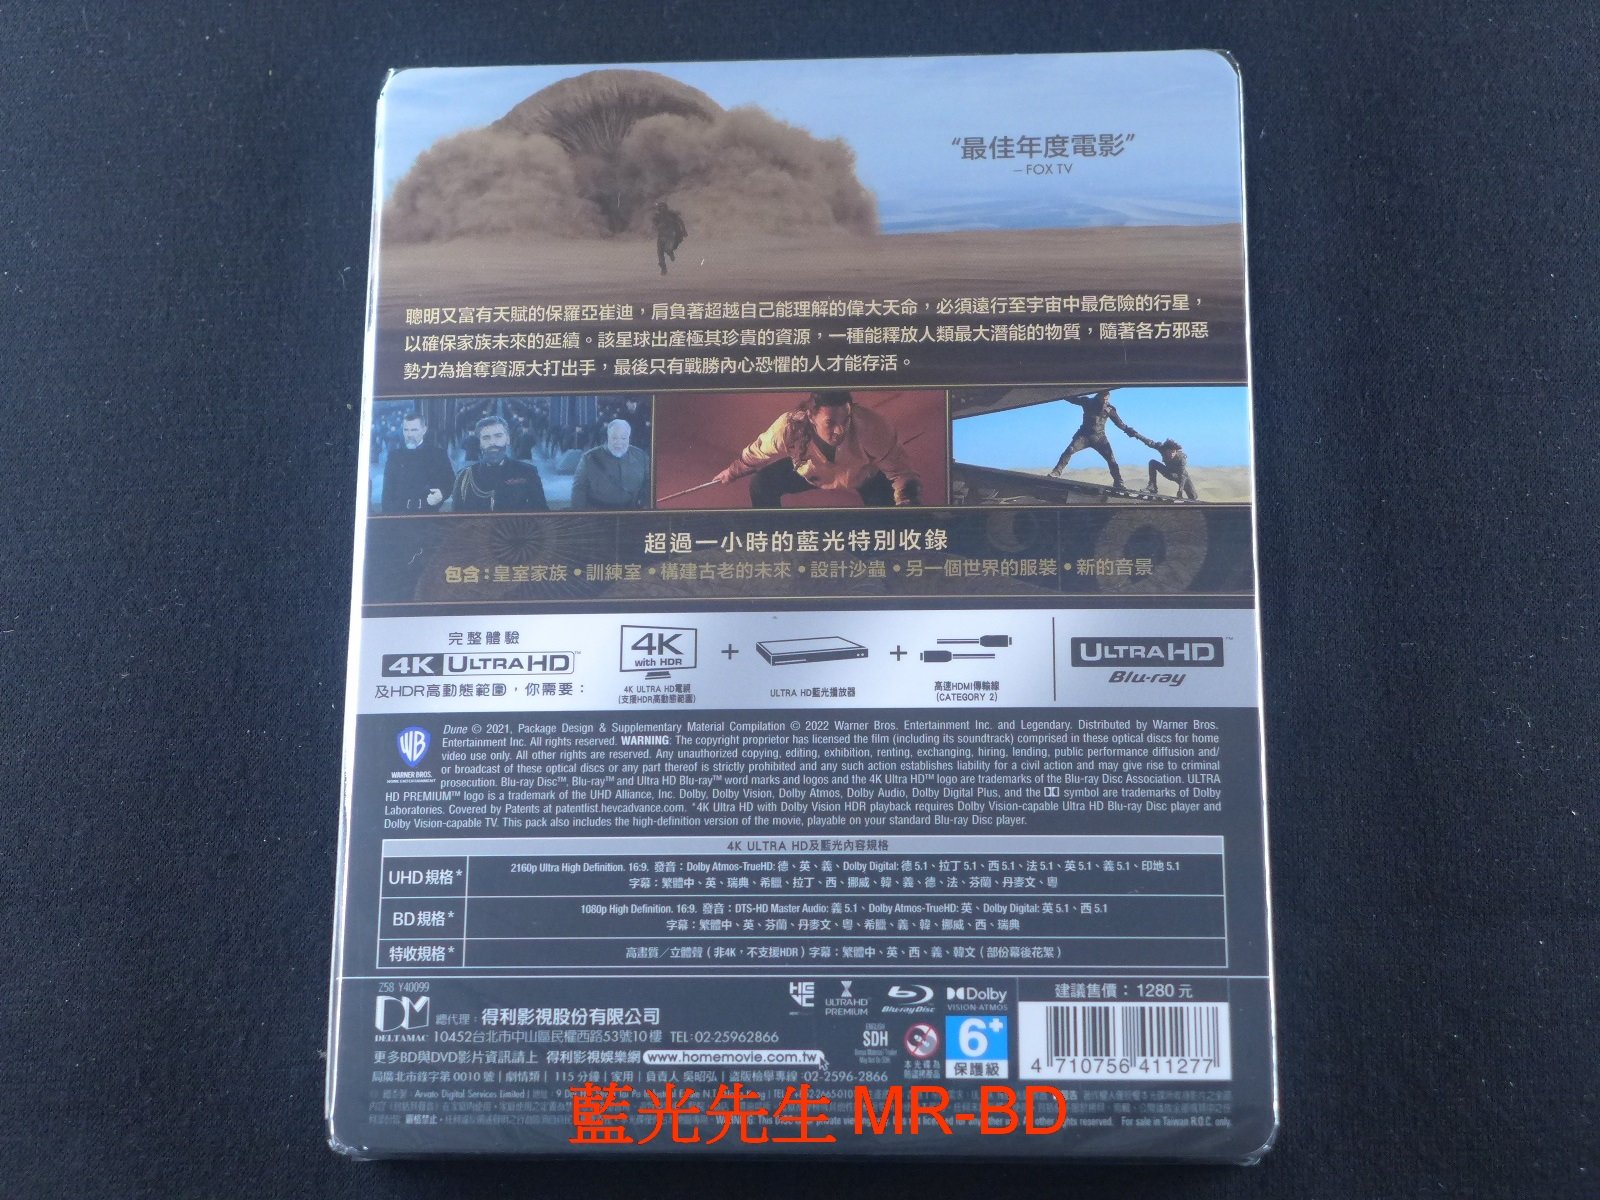 “最佳年度電影”
– FOX TV
聰明又富有天賦的保羅亞崔迪，肩負著超越自己能理解的偉大天命，必須遠行至宇宙中最危險的行星，
以確保家族未來的延續。該星球出產極其珍貴的資源，一種能釋放人類最大潛能的物質，隨著各方邪惡
勢力為搶奪資源大打出手，最後只有戰勝內心恐懼的人才能存活。
超過一小時的藍光特別收錄
包含：皇室家族•訓練室•構建古老的未來•設計沙蟲•另一個世界的服裝•新的音景
完整體驗
4K ULTRA HD™
及HDR高動態範圍，你需要：
4K
with HDR
4K ULTRA HD電視
(支援HDR高動態範圍)
+
ULTRA HD藍光播放器
+
高速HDMI傳輸線
(CATEGORY 2)
ULTRA HD™
Blu-ray
WB
WARNER BROS.
HOME ENTERTAINMENT
Dune © 2021, Package Design & Supplementary Material Compilation © 2022 Warner Bros. Entertainment Inc. and Legendary. Distributed by Warner Bros.
Entertainment Inc. All rights reserved. WARNING: The copyright proprietor has licensed the film (including its soundtrack) comprised in these optical discs for home
video use only. All other rights are reserved. Any unauthorized copying, editing, exhibition, renting, exchanging, hiring, lending, public performance diffusion and/
or broadcast of these optical discs or any part thereof is strictly prohibited and any such action establishes liability for a civil action and may give rise to criminal
prosecution. Blu-ray Disc™, Blu-ray™ and Ultra HD Blu-ray™ word marks and logos and the 4K Ultra HD™ logo are trademarks of the Blu-ray Disc Association. ULTRA
HD PREMIUM™ logo is a trademark of the UHD Alliance, Inc. Dolby, Dolby Vision, Dolby Atmos, Dolby Audio, Dolby Digital Plus, and the symbol are trademarks of Dolby
Laboratories. Covered by Patents at patentlist.hevcadvance.com. *4K Ultra HD with Dolby Vision HDR playback requires Dolby Vision-capable Ultra HD Blu-ray Disc player and
Dolby Vision-capable TV. This pack also includes the high-definition version of the movie, playable on your standard Blu-ray Disc player.
4K ULTRA HD及藍光內容規格
UHD規格*
2160p Ultra High Definition. 16:9. 發音：Dolby Atmos-TrueHD: 德、英、義、Dolby Digital: 德 5.1、拉丁 5.1、西 5.1、法 5.1、英 5.1、義 5.1、印地 5.1
字幕：繁體中、英、瑞典、希臘、拉丁、西、挪威、韓、義、德、法、芬蘭、丹麥文、粵
BD規格*
1080p High Definition. 16:9. 發音：DTS-HD Master Audio: 義 5.1、Dolby Atmos-TrueHD: 英、Dolby Digital: 英 5.1、西 5.1
字幕：繁體中、英、芬蘭、丹麥文、粵、希臘、義、韓、挪威、西、瑞典
特收規格*
高畫質／立體聲（非4K，不支援HDR）字幕：繁體中、英、西、義、韓文（部份幕後花絮）
Z58 Y40099
DELTAMAC
總代理：得利影視股份有限公司
10452台北市中山區民權西路53號10樓 TEL:02-25962866
更多BD與DVD影片資訊請上 得利影視娛樂網 www.homemovie.com.tw
局廣北市錄字第0010號｜劇情類｜115分鐘｜家用｜負責人 吳昭弘｜盜版檢舉專線:02-2596-2866
HEVC
ULTRAHD
PREMIUM
Blu-ray Disc
Dolby
VISION·ATMOS
ENGLISH
SDH
6+
保護級
建議售價：1280元
4 710756 411277
Arvato Digital Services Limited
For sale in Taiwan R.O.C. only.
藍光先生 MR-BD